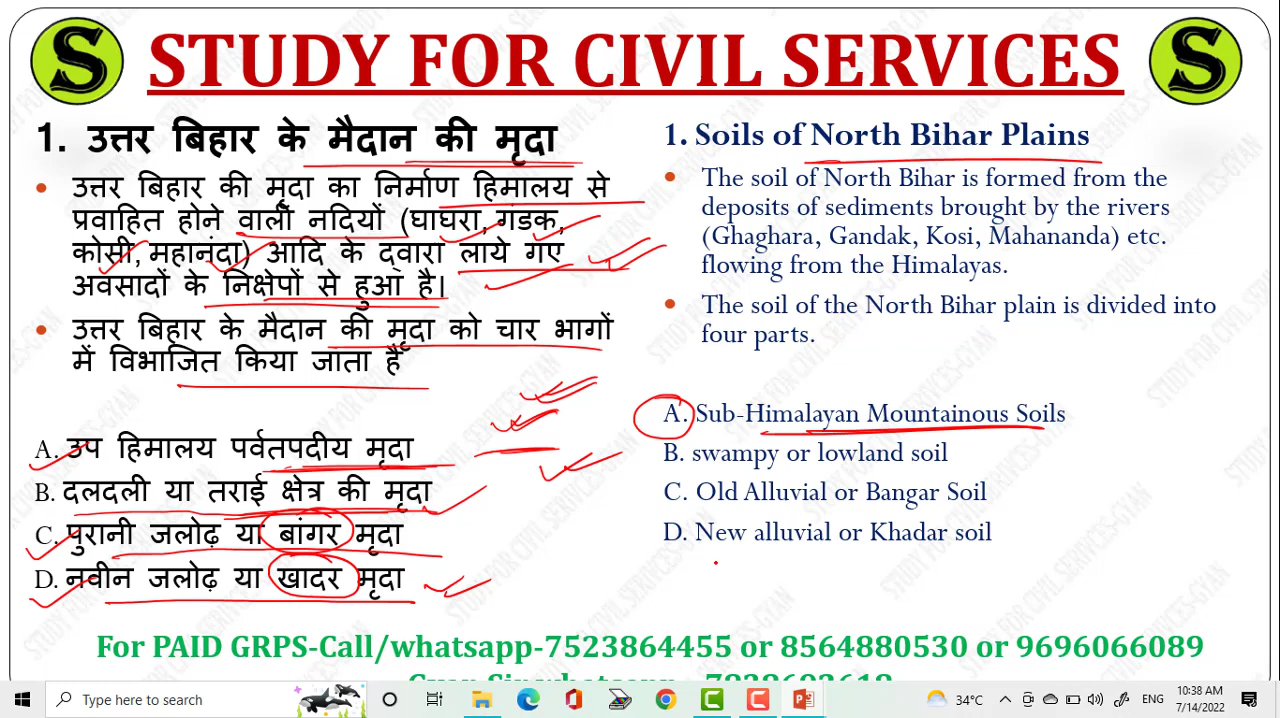 S STUDY FOR CIVIL SERVICES S
1. उत्तर बिहार के मैदान की मृदा
• उत्तर बिहार की मृदा का निर्माण हिमालय से
प्रवाहित होने वाली नदियों (घाघरा, गंडक,
कोसी, महानंदा) आदि के द्वारा लाये गए
अवसादों के निक्षेपों से हुआ है।
• उत्तर बिहार के मैदान की मृदा को चार भागों
में विभाजित किया जाता है
A. उप हिमालय पर्वतपदीय मृदा
B. दलदली या तराई क्षेत्र की मृदा
C. पुरानी जलोढ़ या बांगर मृदा
D. नवीन जलोढ़ या खादर मृदा
1. Soils of North Bihar Plains
• The soil of North Bihar is formed from the
deposits of sediments brought by the rivers
(Ghaghara, Gandak, Kosi, Mahananda) etc.
flowing from the Himalayas.
• The soil of the North Bihar plain is divided into
four parts.
A. Sub-Himalayan Mountainous Soils
B. swampy or lowland soil
C. Old Alluvial or Bangar Soil
D. New alluvial or Khadar soil
For PAID GRPS-Call/whatsapp-7523864455 or 8564880530 or 9696066089
Type here to search
34°C
ENG
10:38 AM
7/14/2022